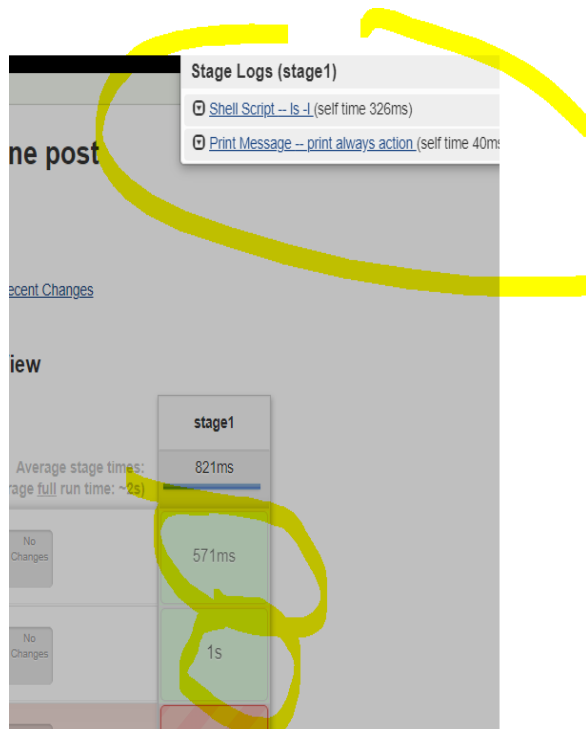 Stage Logs (stage1)
Shell Script -- ls -l (self time 326ms)
Print Message -- print always action (self time 40ms
ne post
ecent Changes
iew
stage1
Average stage times:
821ms
rage full run time: ~2s)
No
Changes
571ms
No
Changes
1s